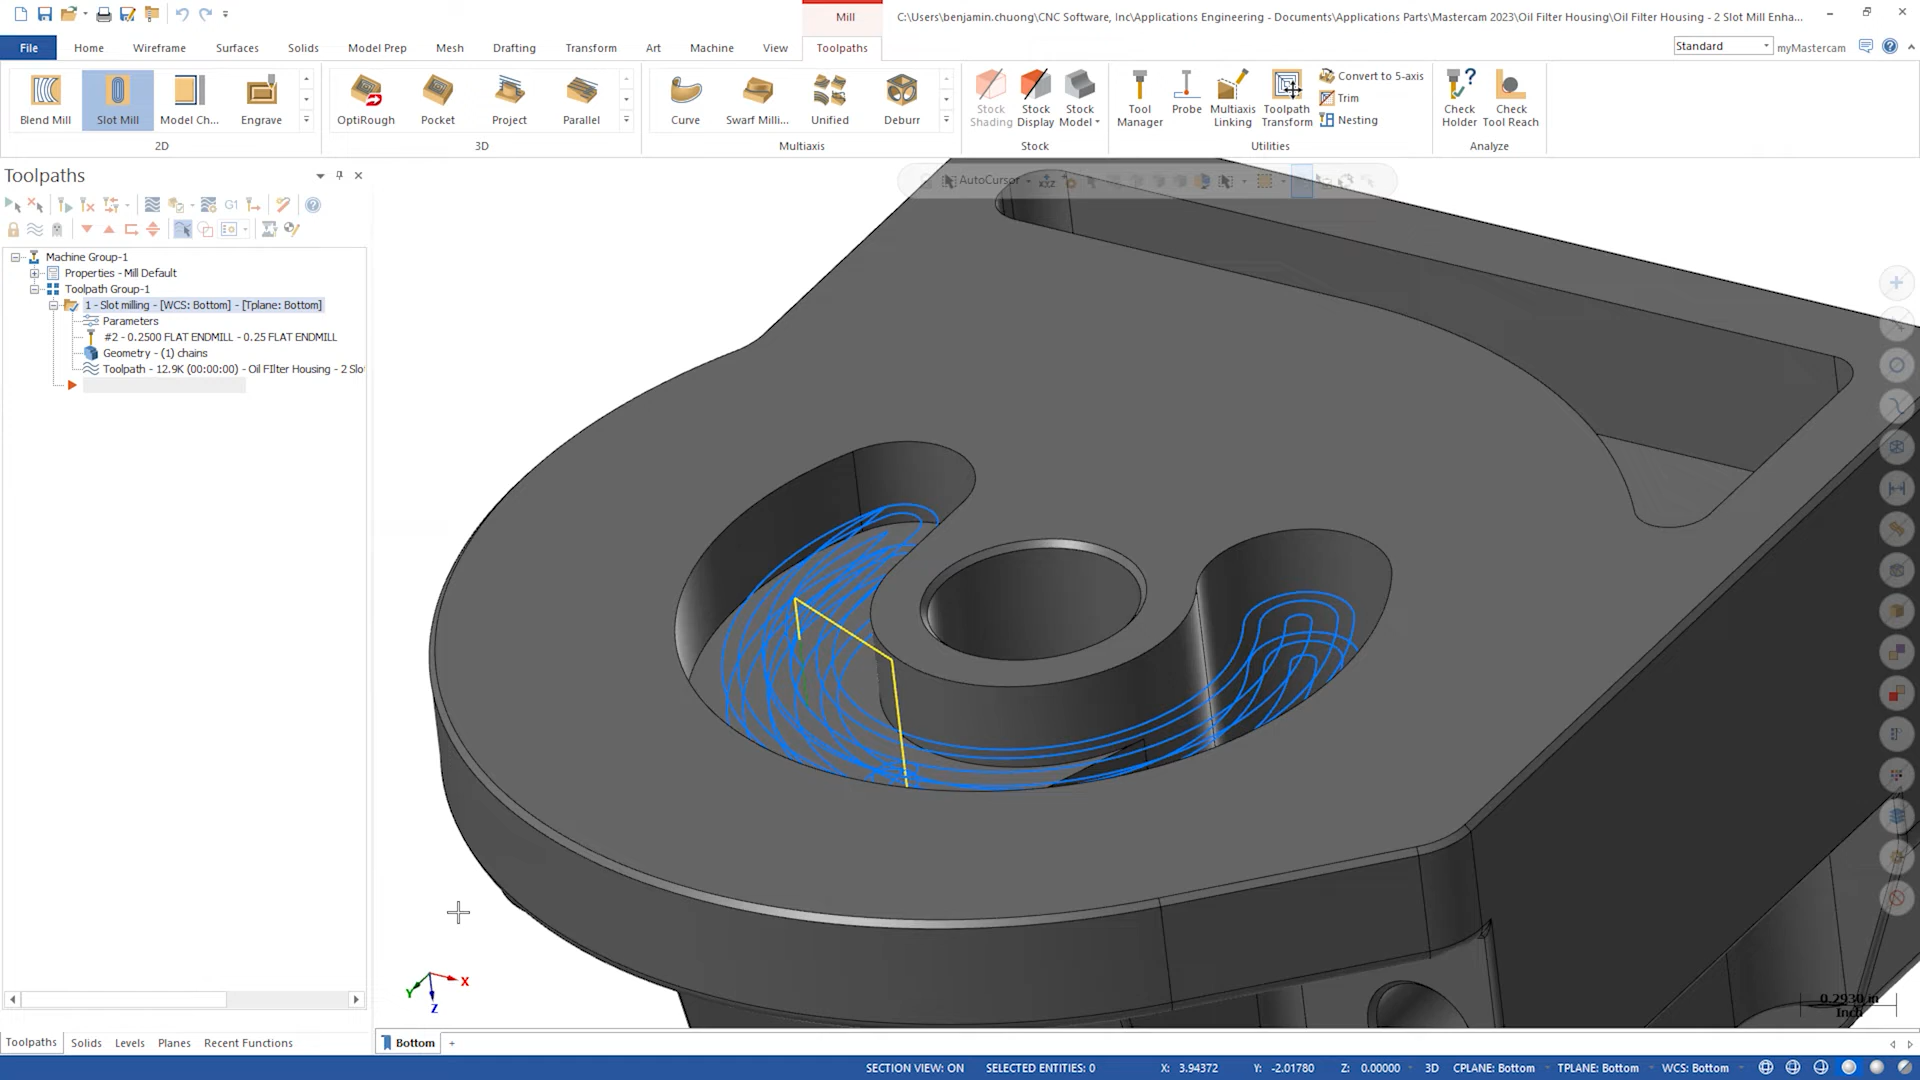 Mill
C:\Users\benjamin.chuong\CNC Software, Inc\Applications Engineering - Documents\Applications Parts\Mastercam 2023\Oil Filter Housing\Oil Filter Housing - 2 Slot Mill Enha...
File Home Wireframe Surfaces Solids Model Prep Mesh Drafting Transform Art Machine View Toolpaths
Standard myMastercam
Blend Mill Slot Mill Model Ch... Engrave
OptiRough Pocket Project Parallel
Curve Swarf Milli... Unified Deburr
Stock Shading Stock Display Stock Model
Tool Manager Probe Multiaxis Linking Toolpath Transform
Convert to 5-axis
Trim
Nesting
Check Holder Check Tool Reach
2D 3D Multiaxis Stock Utilities Analyze
Toolpaths
AutoCursor
XYZ
G1
Machine Group-1
Properties - Mill Default
Toolpath Group-1
1 - Slot milling - [WCS: Bottom] - [Tplane: Bottom]
Parameters
#2 - 0.2500 FLAT ENDMILL - 0.25 FLAT ENDMILL
Geometry - (1) chains
Toolpath - 12.9K (00:00:00) - Oil FIlter Housing - 2 Slo
X
Y
Z
0.2930 in
Inch
Toolpaths Solids Levels Planes Recent Functions
Bottom +
SECTION VIEW: ON SELECTED ENTITIES: 0 X: 3.94372 Y: -2.01780 Z: 0.00000 3D CPLANE: Bottom TPLANE: Bottom WCS: Bottom